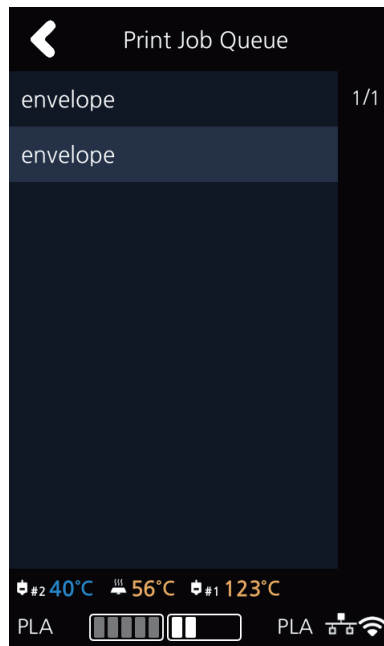 Print Job Queue
envelope 1/1
envelope
#2 40°C 56°C #1 123°C
PLA PLA